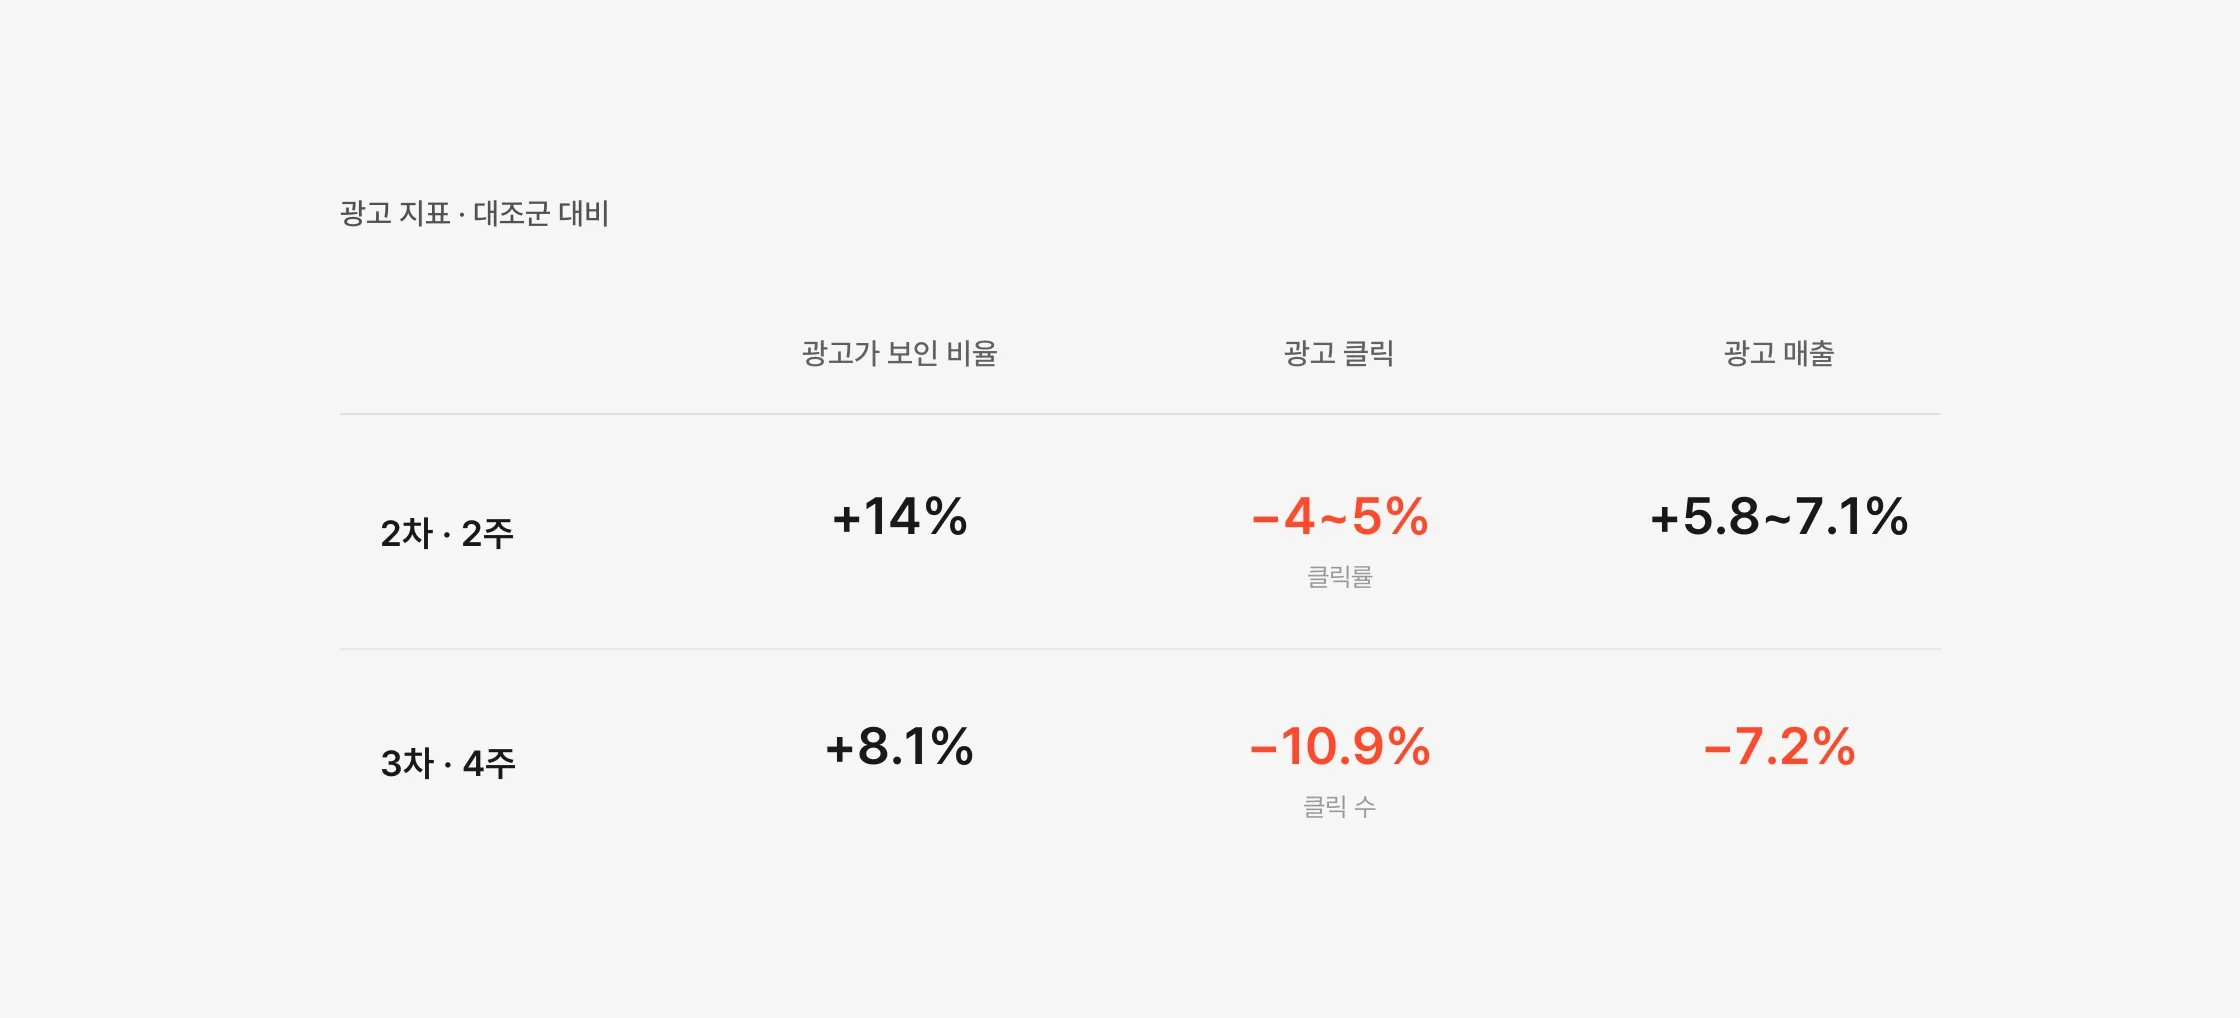 광고 지표 · 대조군 대비
광고가 보인 비율 광고 클릭 광고 매출
2차 · 2주 +14% −4~5% +5.8~7.1%
클릭률
3차 · 4주 +8.1% −10.9% −7.2%
클릭 수